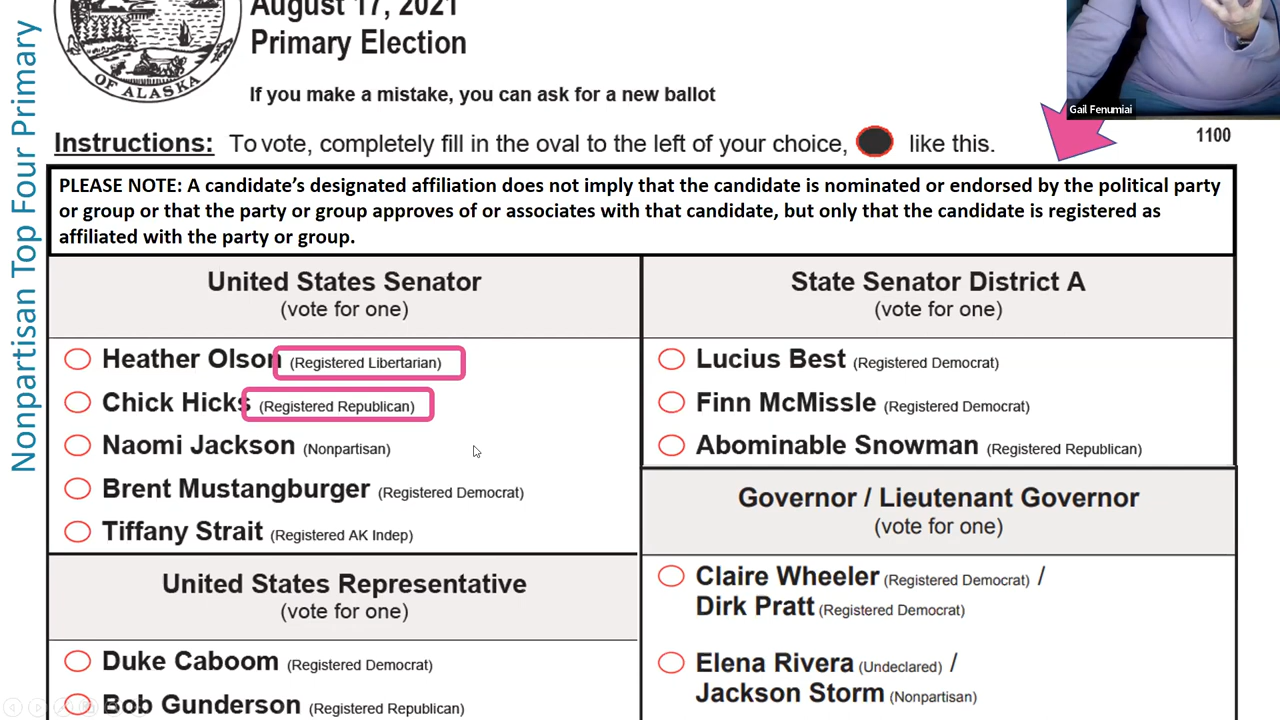 Nonpartisan Top Four Primary
OF ALASKA
August 17, 2021
Primary Election
If you make a mistake, you can ask for a new ballot
Gail Fenumiai
Instructions: To vote, completely fill in the oval to the left of your choice, like this.
1100
PLEASE NOTE: A candidate’s designated affiliation does not imply that the candidate is nominated or endorsed by the political party
or group or that the party or group approves of or associates with that candidate, but only that the candidate is registered as
affiliated with the party or group.
United States Senator
(vote for one)
Heather Olson (Registered Libertarian)
Chick Hicks (Registered Republican)
Naomi Jackson (Nonpartisan)
Brent Mustangburger (Registered Democrat)
Tiffany Strait (Registered AK Indep)
United States Representative
(vote for one)
Duke Caboom (Registered Democrat)
Bob Gunderson (Registered Republican)
State Senator District A
(vote for one)
Lucius Best (Registered Democrat)
Finn McMissle (Registered Democrat)
Abominable Snowman (Registered Republican)
Governor / Lieutenant Governor
(vote for one)
Claire Wheeler (Registered Democrat) /
Dirk Pratt (Registered Democrat)
Elena Rivera (Undeclared) /
Jackson Storm (Nonpartisan)